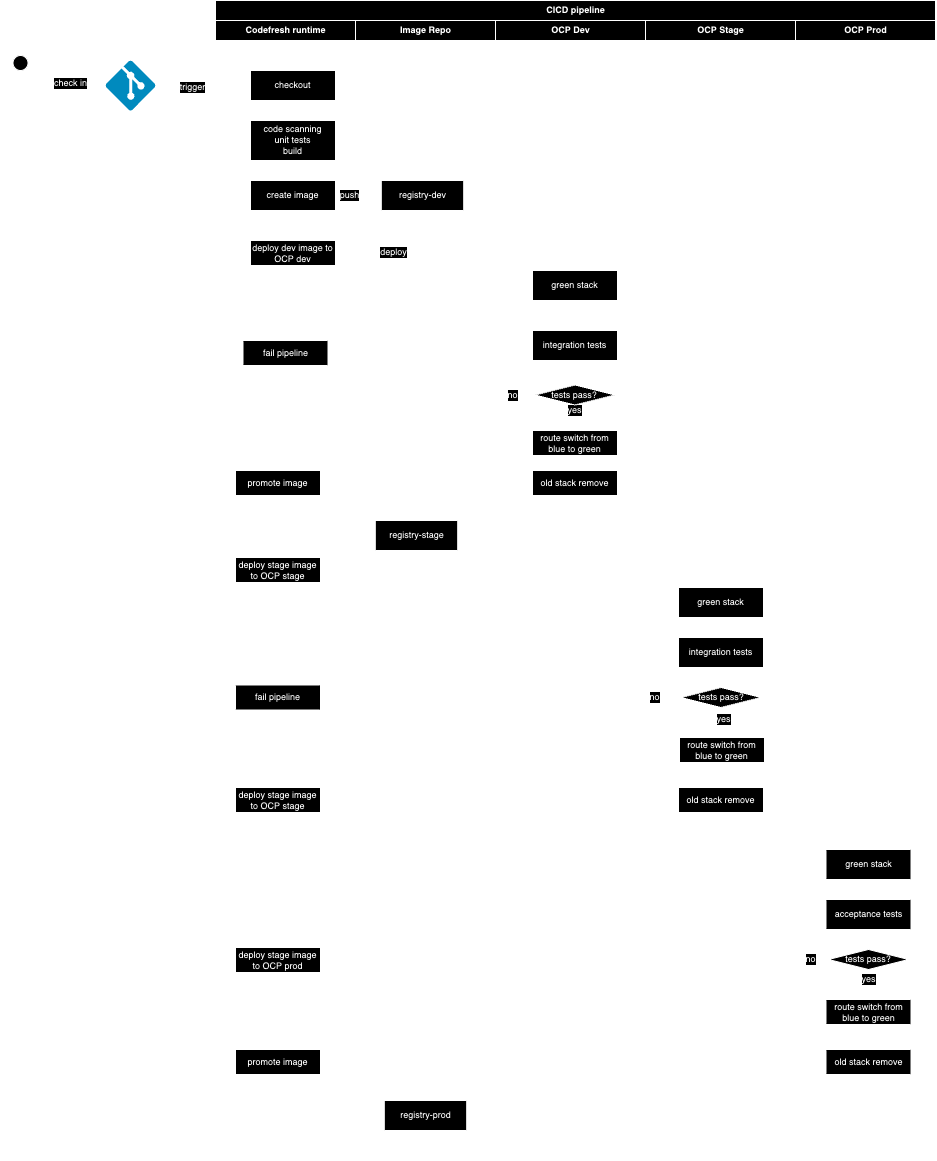 CICD pipeline
Codefresh runtime
Image Repo
OCP Dev
OCP Stage
OCP Prod
check in
trigger
checkout
code scanning
unit tests
build
create image
push
registry-dev
deploy dev image to
OCP dev
deploy
green stack
integration tests
fail pipeline
no
tests pass?
yes
route switch from
blue to green
promote image
old stack remove
registry-stage
deploy stage image
to OCP stage
green stack
integration tests
fail pipeline
no
tests pass?
yes
route switch from
blue to green
deploy stage image
to OCP stage
old stack remove
green stack
acceptance tests
deploy stage image
to OCP prod
no
tests pass?
yes
route switch from
blue to green
promote image
old stack remove
registry-prod